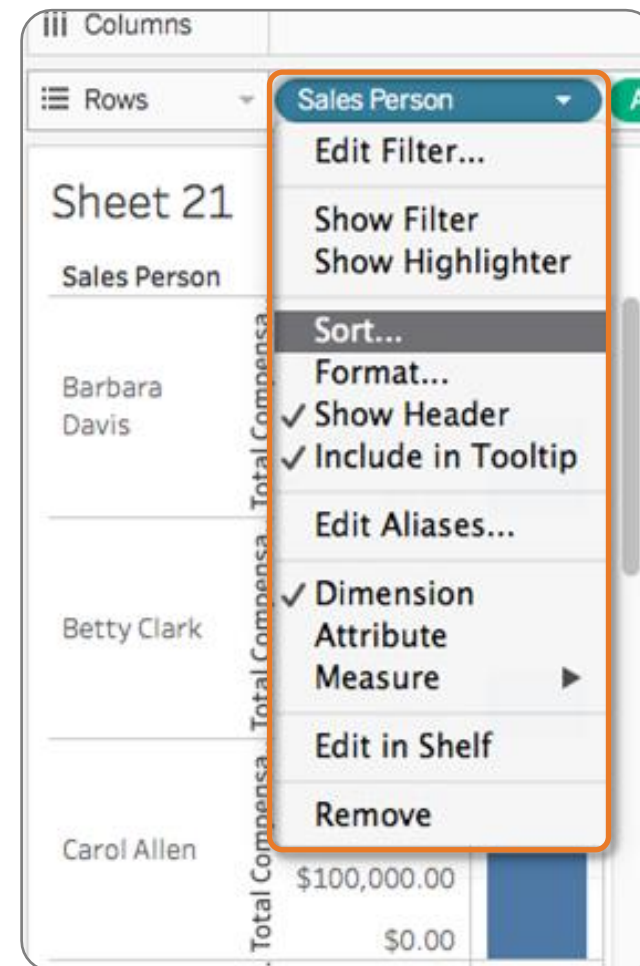 Columns
Rows
Sales Person
A
Sheet 21
Sales Person
Edit Filter...
Show Filter
Show Highlighter
Sort...
Format...
Show Header
Include in Tooltip
Edit Aliases...
Dimension
Attribute
Measure
Edit in Shelf
Remove
Barbara
Davis
Total Compensa..
Betty Clark
Total Compensa..
Carol Allen
Total Compensa..
$100,000.00
$0.00